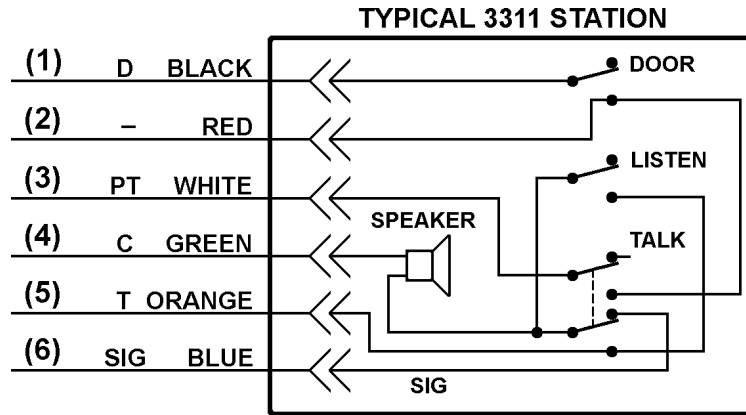 TYPICAL 3311 STATION
(1) D BLACK DOOR
(2) – RED
LISTEN
(3) PT WHITE
SPEAKER
(4) C GREEN TALK
(5) T ORANGE
(6) SIG BLUE
SIG